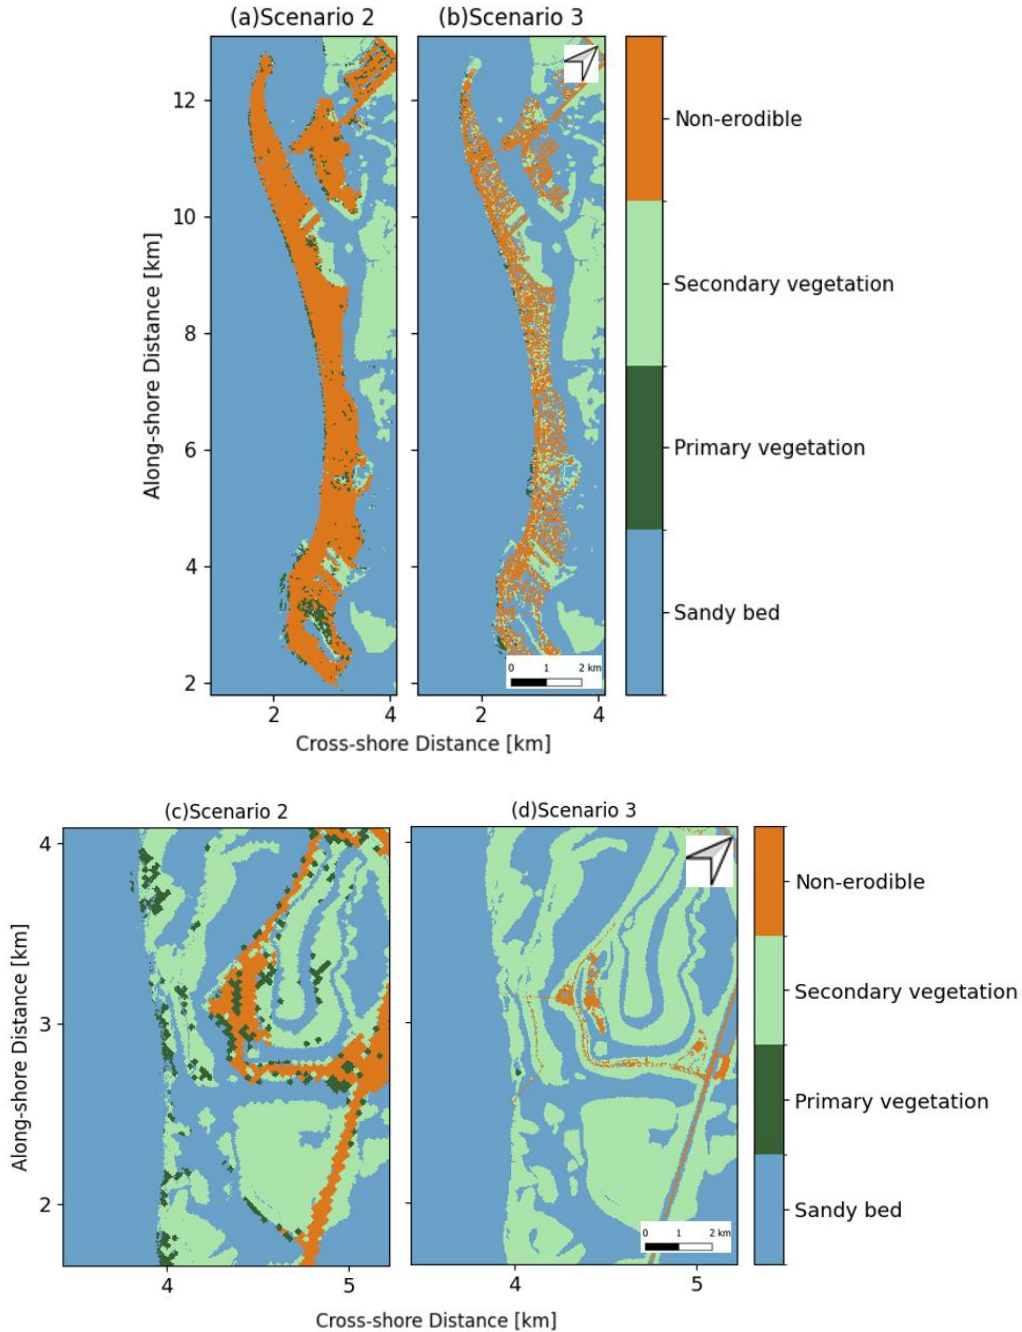 (a)Scenario 2
(b)Scenario 3
12
10
8
6
4
2
Along-shore Distance [km]
2
4
2
4
Cross-shore Distance [km]
0 1 2 km
Non-erodible
Secondary vegetation
Primary vegetation
Sandy bed
(c)Scenario 2
(d)Scenario 3
4
3
2
Along-shore Distance [km]
4
5
4
5
Cross-shore Distance [km]
0 1 2 km
Non-erodible
Secondary vegetation
Primary vegetation
Sandy bed